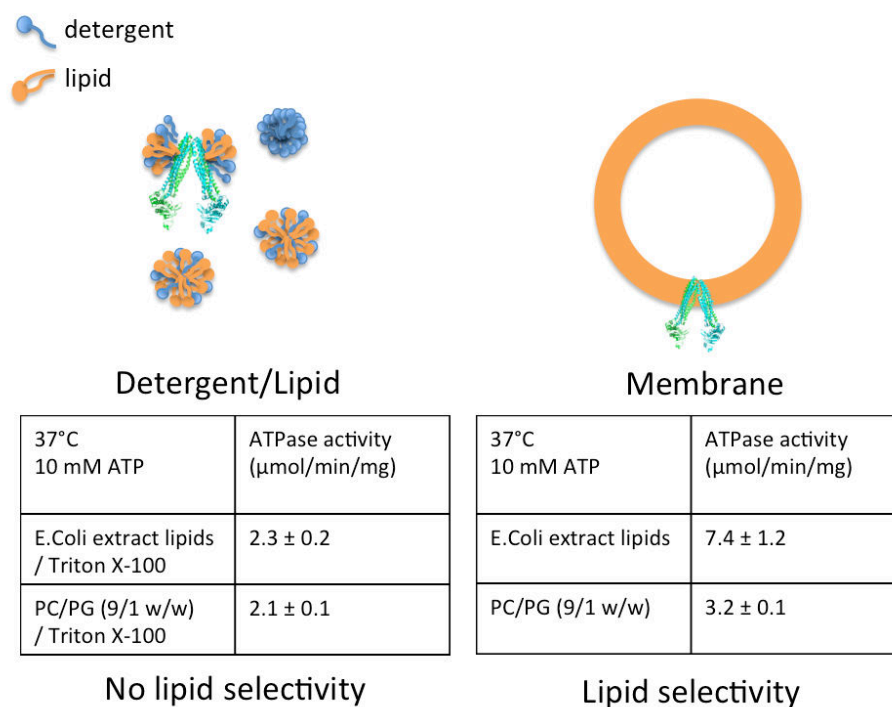 detergent
lipid
Detergent/Lipid
37°C
10 mM ATP
ATPase activity
(μmol/min/mg)
E.Coli extract lipids
/ Triton X-100
2.3 ± 0.2
PC/PG (9/1 w/w)
/ Triton X-100
2.1 ± 0.1
No lipid selectivity
Membrane
37°C
10 mM ATP
ATPase activity
(μmol/min/mg)
E.Coli extract lipids
7.4 ± 1.2
PC/PG (9/1 w/w)
3.2 ± 0.1
Lipid selectivity